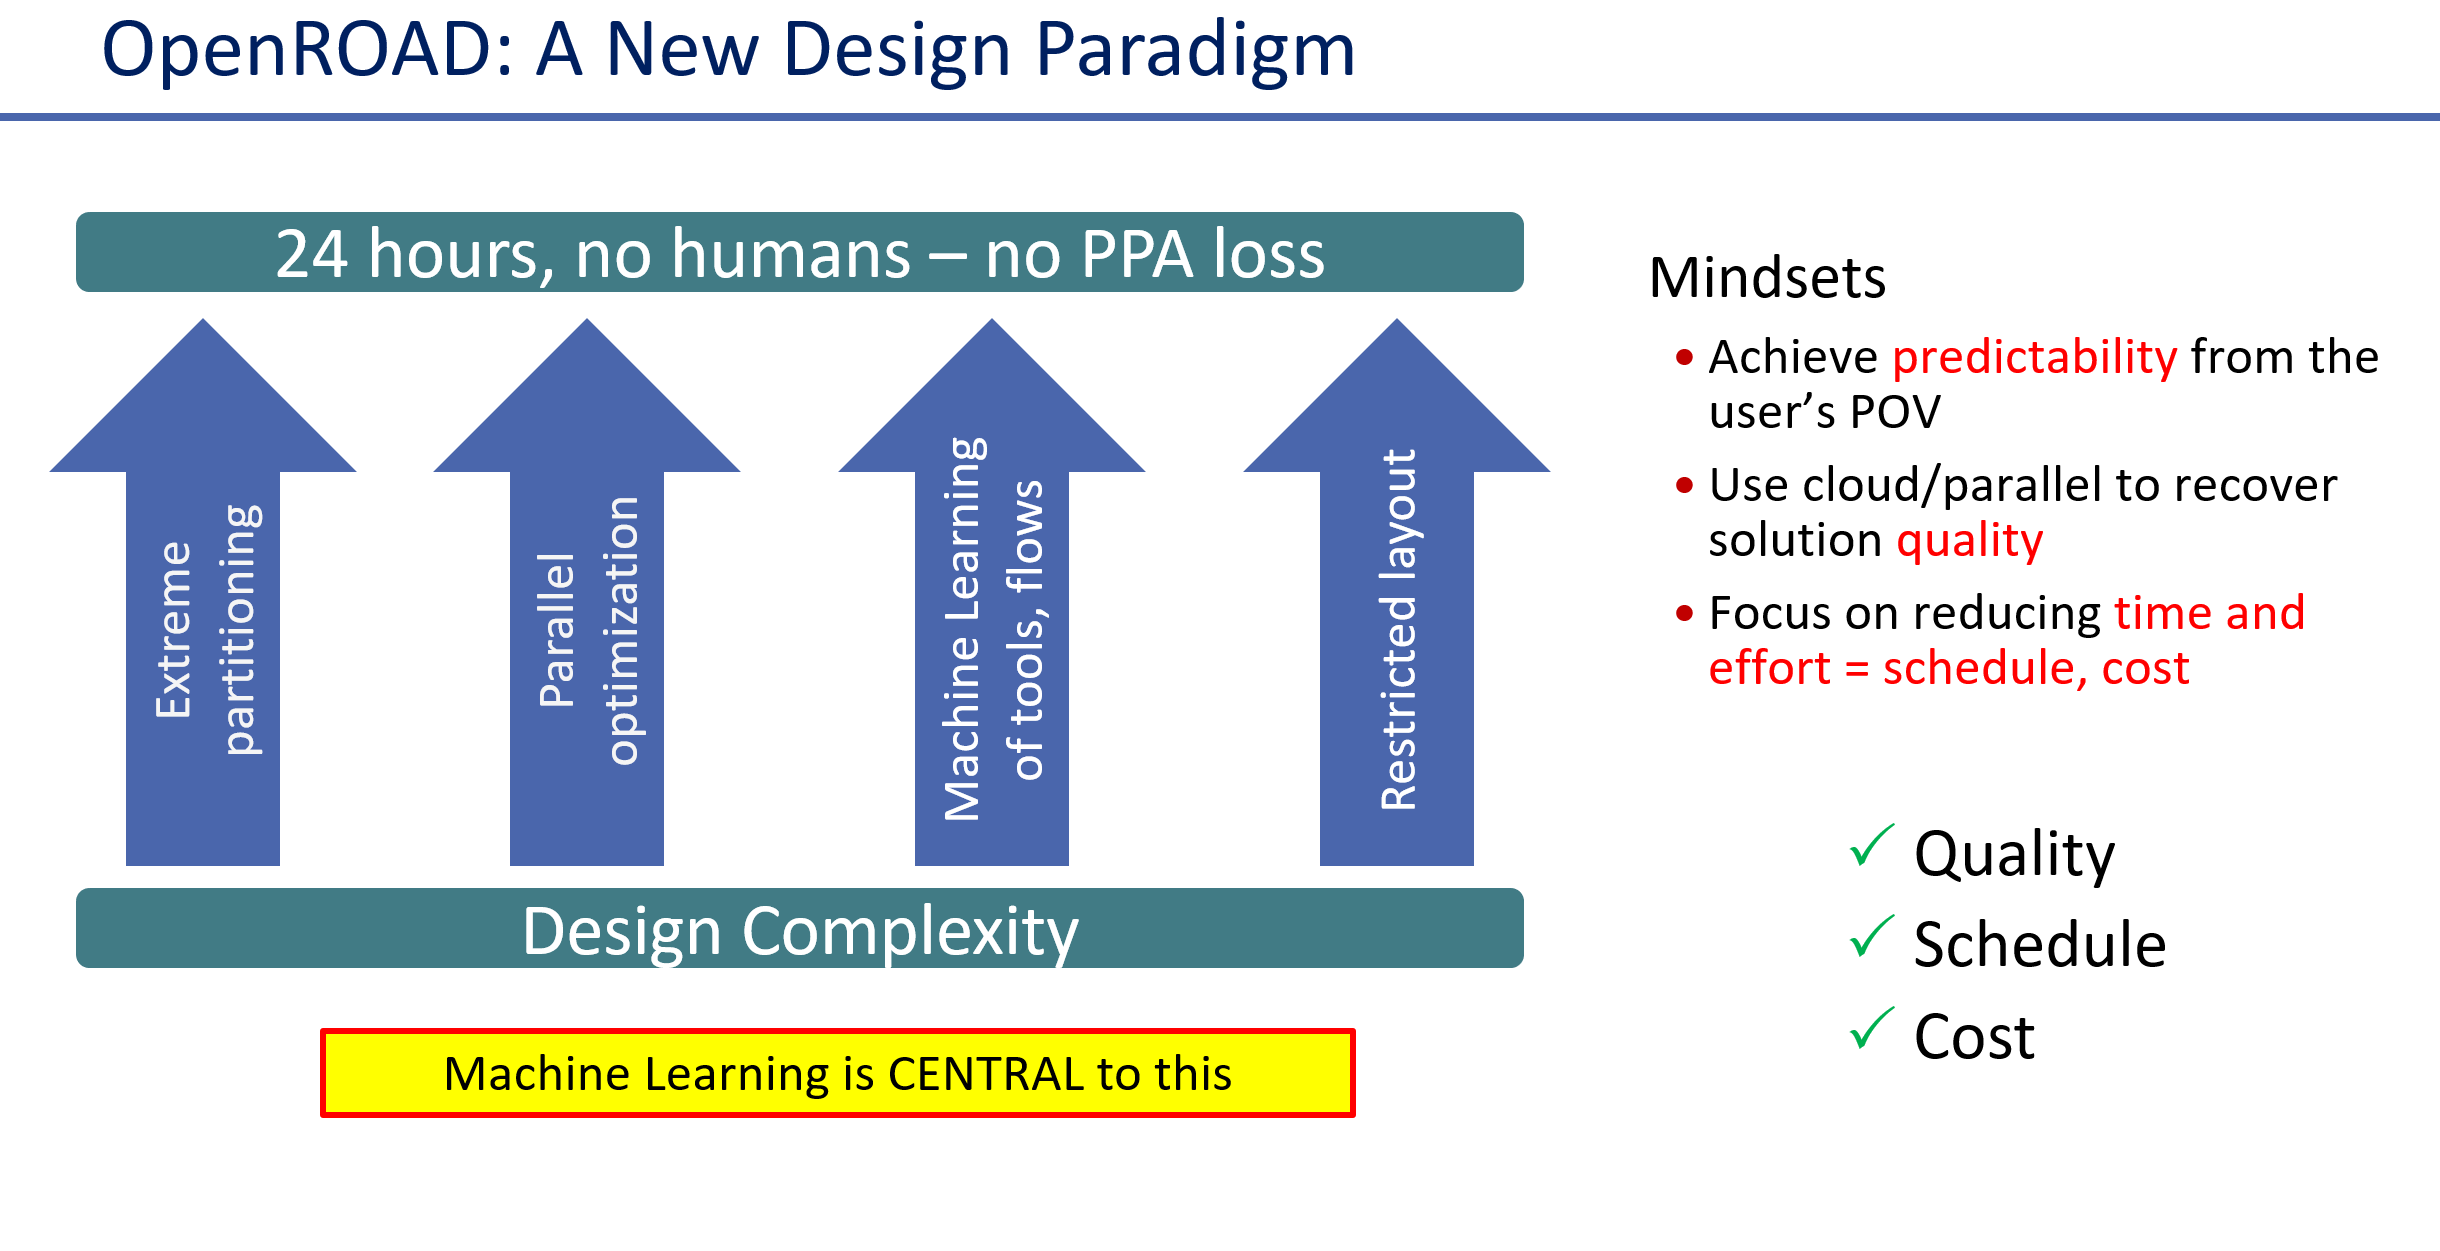 OpenROAD: A New Design Paradigm
24 hours, no humans – no PPA loss
Extreme
partitioning
Parallel
optimization
Machine Learning
of tools, flows
Restricted layout
Design Complexity
Machine Learning is CENTRAL to this
Mindsets
• Achieve predictability from the
user’s POV
• Use cloud/parallel to recover
solution quality
• Focus on reducing time and
effort = schedule, cost
✓ Quality
✓ Schedule
✓ Cost